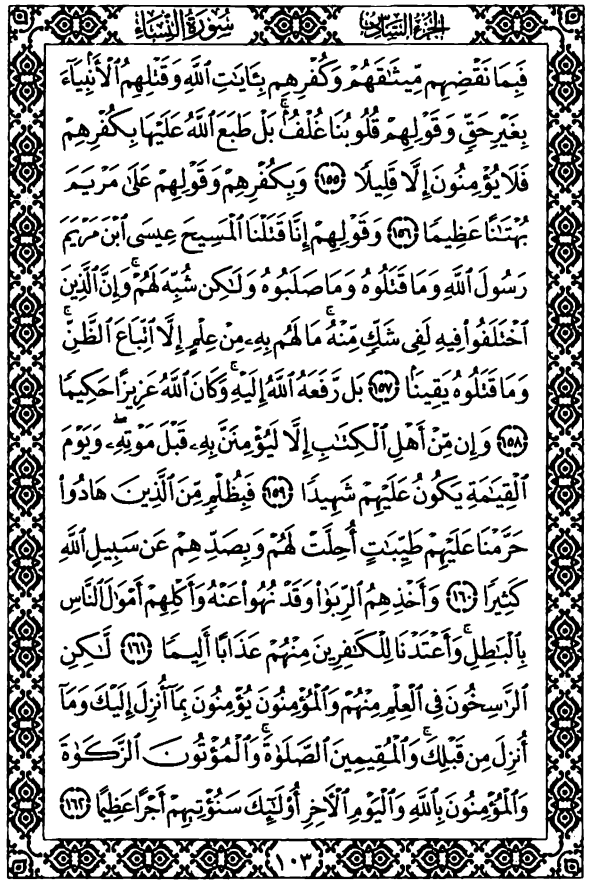 الجزء السادس
سورة النساء
فَبِمَا نَقْضِهِم مِّيثَٰقَهُمْ وَكُفْرِهِم بِـَٔايَٰتِ ٱللَّهِ وَقَتْلِهِمُ ٱلْأَنۢبِيَآءَ
بِغَيْرِ حَقٍّ وَقَوْلِهِمْ قُلُوبُنَا غُلْفٌۢ ۚ بَلْ طَبَعَ ٱللَّهُ عَلَيْهَا بِكُفْرِهِمْ
فَلَا يُؤْمِنُونَ إِلَّا قَلِيلًا ١٥٥ وَبِكُفْرِهِمْ وَقَوْلِهِمْ عَلَىٰ مَرْيَمَ
بُهْتَٰنًا عَظِيمًا ١٥٦ وَقَوْلِهِمْ إِنَّا قَتَلْنَا ٱلْمَسِيحَ عِيسَى ٱبْنَ مَرْيَمَ
رَسُولَ ٱللَّهِ وَمَا قَتَلُوهُ وَمَا صَلَبُوهُ وَلَٰكِن شُبِّهَ لَهُمْ ۚ وَإِنَّ ٱلَّذِينَ
ٱخْتَلَفُوا۟ فِيهِ لَفِى شَكٍّ مِّنْهُ ۚ مَا لَهُم بِهِۦ مِنْ عِلْمٍ إِلَّا ٱتِّبَاعَ ٱلظَّنِّ ۚ
وَمَا قَتَلُوهُ يَقِينًۢا ١٥٧ بَل رَّفَعَهُ ٱللَّهُ إِلَيْهِ ۚ وَكَانَ ٱللَّهُ عَزِيزًا حَكِيمًا
١٥٨ وَإِن مِّنْ أَهْلِ ٱلْكِتَٰبِ إِلَّا لَيُؤْمِنَنَّ بِهِۦ قَبْلَ مَوْتِهِۦ ۖ وَيَوْمَ
ٱلْقِيَٰمَةِ يَكُونُ عَلَيْهِمْ شَهِيدًا ١٥٩ فَبِظُلْمٍ مِّنَ ٱلَّذِينَ هَادُوا۟
حَرَّمْنَا عَلَيْهِمْ طَيِّبَٰتٍ أُحِلَّتْ لَهُمْ وَبِصَدِّهِمْ عَن سَبِيلِ ٱللَّهِ
كَثِيرًا ١٦٠ وَأَخْذِهِمُ ٱلرِّبَوٰا۟ وَقَدْ نُهُوا۟ عَنْهُ وَأَكْلِهِمْ أَمْوَٰلَ ٱلنَّاسِ
بِٱلْبَٰطِلِ ۚ وَأَعْتَدْنَا لِلْكَٰفِرِينَ مِنْهُمْ عَذَابًا أَلِيمًا ١٦١ لَّٰكِنِ
ٱلرَّٰسِخُونَ فِى ٱلْعِلْمِ مِنْهُمْ وَٱلْمُؤْمِنُونَ يُؤْمِنُونَ بِمَآ أُنزِلَ إِلَيْكَ وَمَآ
أُنزِلَ مِن قَبْلِكَ ۚ وَٱلْمُقِيمِينَ ٱلصَّلَوٰةَ ۚ وَٱلْمُؤْتُونَ ٱلزَّكَوٰةَ
وَٱلْمُؤْمِنُونَ بِٱللَّهِ وَٱلْيَوْمِ ٱلْـَٔاخِرِ أُو۟لَٰٓئِكَ سَنُؤْتِيهِمْ أَجْرًا عَظِيمًا ١٦٢
١٠٣